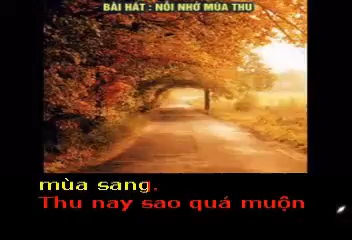 BÀI HÁT : NỖI NHỚ MÙA THU
mùa sang,
Thu nay sao quá muộn